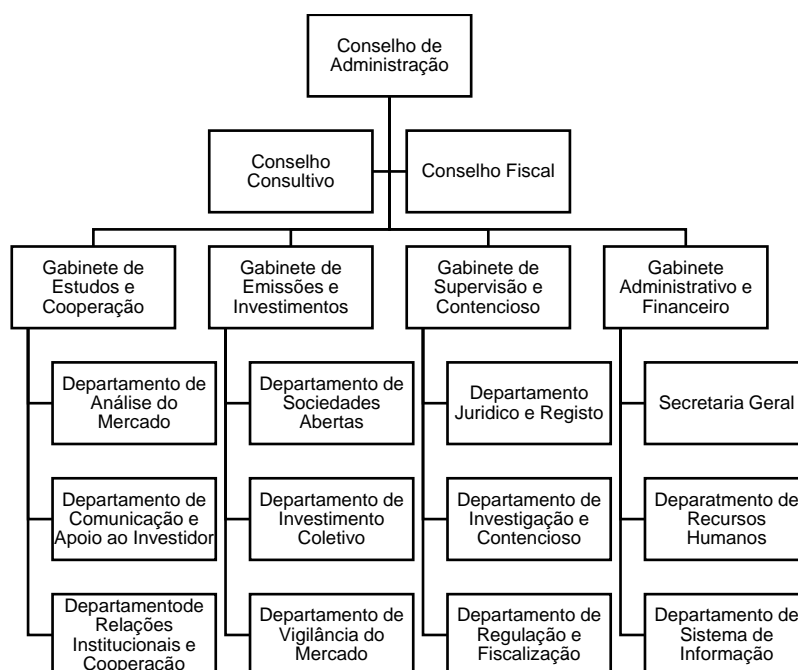 Conselho de
Administração
Conselho
Consultivo
Conselho Fiscal
Gabinete de
Estudos e
Cooperação
Gabinete de
Emissões e
Investimentos
Gabinete de
Supervisão e
Contencioso
Gabinete
Administrativo e
Financeiro
Departamento de
Análise do
Mercado
Departamento de
Sociedades
Abertas
Departamento
Juridico e Registo
Secretaria Geral
Departamento de
Comunicação e
Apoio ao Investidor
Departamento de
Investimento
Coletivo
Departamento de
Investigação e
Contencioso
Deparatmento de
Recursos
Humanos
Departamentode
Relações
Institucionais e
Cooperação
Departamento de
Vigilância do
Mercado
Departamento de
Regulação e
Fiscalização
Departamento de
Sistema de
Informação